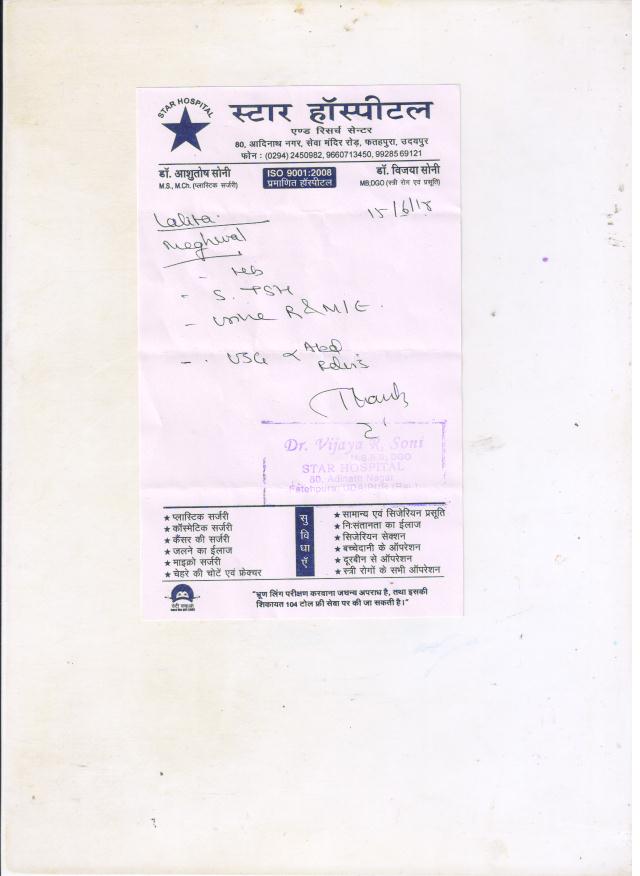 STAR HOSPITAL
स्टार हॉस्पीटल
एण्ड रिसर्च सेन्टर
80, आदिनाथ नगर, सेवा मंदिर रोड़, फतहपुरा, उदयपुर
फोन : (0294) 2450982, 9660713450, 99285 69121
डॉ. आशुतोष सोनी
M.S., M.Ch. (प्लास्टिक सर्जरी)
ISO 9001:2008
प्रमाणित हॉस्पीटल
डॉ. विजया सोनी
MB,DGO (स्त्री रोग एवं प्रसूति)
Lalita
15/6/18
Meghwal
- Hb
- S. TSH
- Urine R & M/E.
- USG
Thanks
Dr. Vijaya R. Soni
M.B.B.S., DGO
STAR HOSPITAL
80, Adinath Nagar
Fatehpura, UDAIPUR (Raj.)
★ प्लास्टिक सर्जरी
★ कॉस्मेटिक सर्जरी
★ कैंसर की सर्जरी
★ जलने का ईलाज
★ माइक्रो सर्जरी
★ चेहरे की चोटें एवं फ्रेक्चर
सुविधाएँ
★ सामान्य एवं सिजेरियन प्रसूति
★ निःसंतानता का ईलाज
★ सिजेरियन सेक्शन
★ बच्चेदानी के ऑपरेशन
★ दूरबीन से ऑपरेशन
★ स्त्री रोगों के सभी ऑपरेशन
"भ्रूण लिंग परीक्षण करवाना जघन्य अपराध है, तथा इसकी
शिकायत 104 टोल फ्री सेवा पर की जा सकती है।"